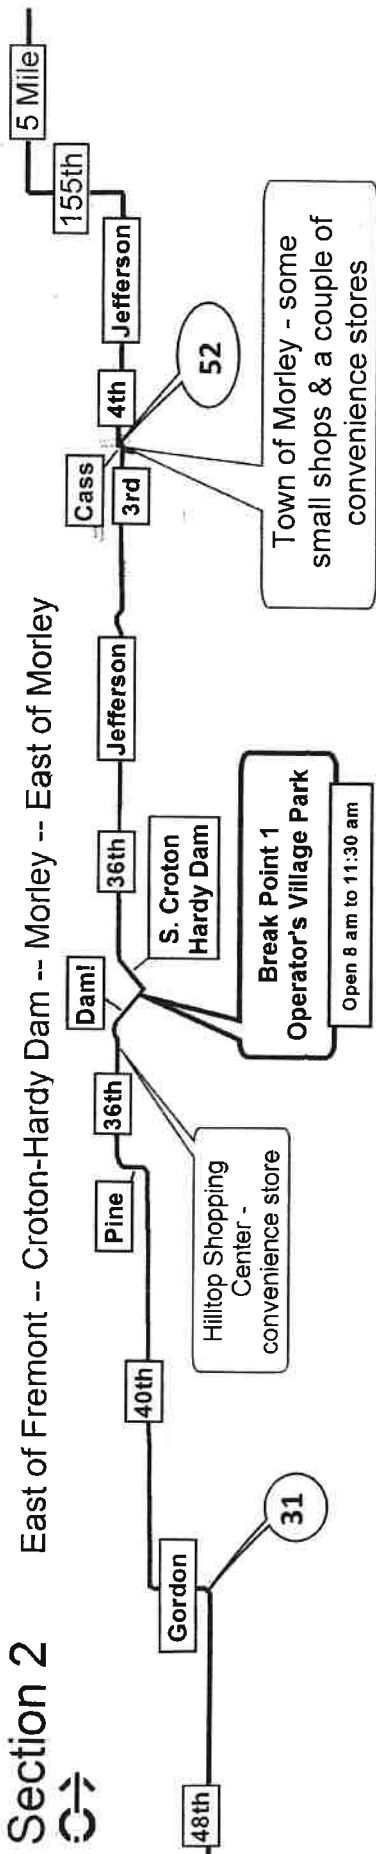 Section 2
East of Fremont -- Croton-Hardy Dam -- Morley -- East of Morley
48th
Gordon
31
40th
Pine
36th
Hilltop Shopping
Center -
convenience store
Dam!
S. Croton
Hardy Dam
Break Point 1
Operator's Village Park
Open 8 am to 11:30 am
36th
Jefferson
Cass
3rd
4th
52
Town of Morley - some
small shops & a couple of
convenience stores
Jefferson
155th
5 Mile